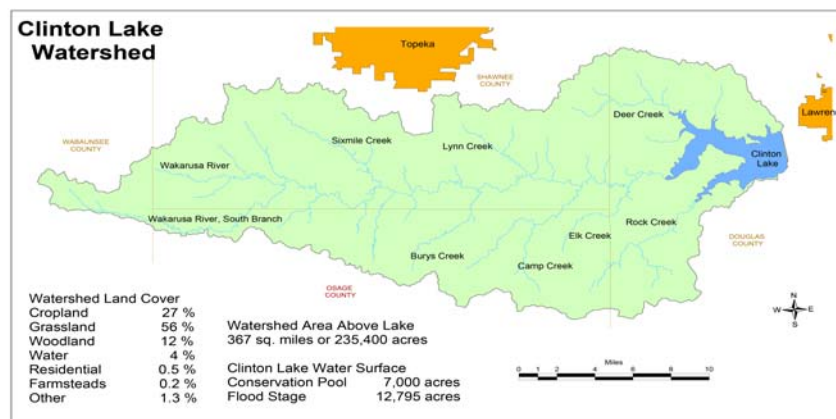 Clinton Lake
Watershed
Topeka
SHAWNEE
COUNTY
Lawren
Deer Creek
Sixmile Creek
Lynn Creek
WABAUNSEE
COUNTY
Clinton
Lake
Wakarusa River
Wakarusa River, South Branch
Rock Creek
Elk Creek
DOUGLAS
COUNTY
Burys Creek
Camp Creek
OSAGE
COUNTY
Watershed Land Cover
Cropland 27 %
Grassland 56 %
Woodland 12 %
Water 4 %
Residential 0.5 %
Farmsteads 0.2 %
Other 1.3 %
Watershed Area Above Lake
367 sq. miles or 235,400 acres
Clinton Lake Water Surface
Conservation Pool 7,000 acres
Flood Stage 12,795 acres
N
W E
S
Miles
0 1 2 4 6 8 10